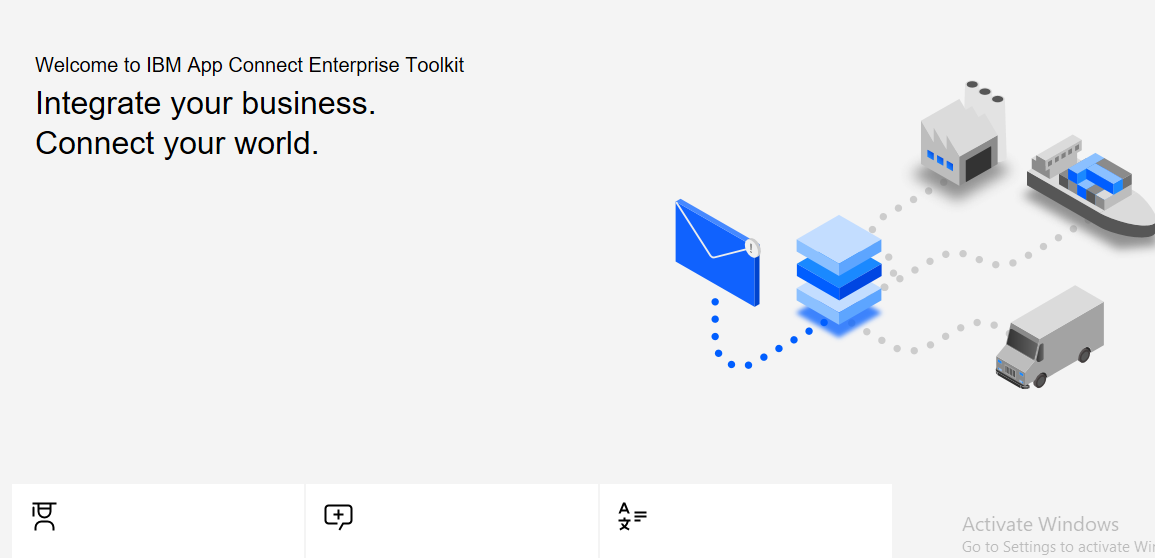 Welcome to IBM App Connect Enterprise Toolkit
Integrate your business.
Connect your world.
Activate Windows
Go to Settings to activate